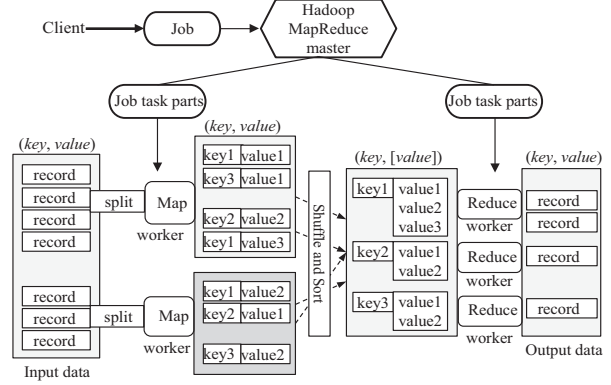 Client
Job
Hadoop
MapReduce
master
Job task parts
Job task parts
(key, value)
record
record
record
record
record
record
record
Input data
split
split
Map
worker
Map
worker
(key, value)
key1 value1
key3 value1
key2 value2
key1 value3
key1 value2
key2 value1
key3 value2
Shuffle and Sort
(key, [value])
key1 value1
value2
value3
key2 value1
value2
key3 value1
value2
Reduce
worker
Reduce
worker
Reduce
worker
(key, value)
record
record
record
record
Output data